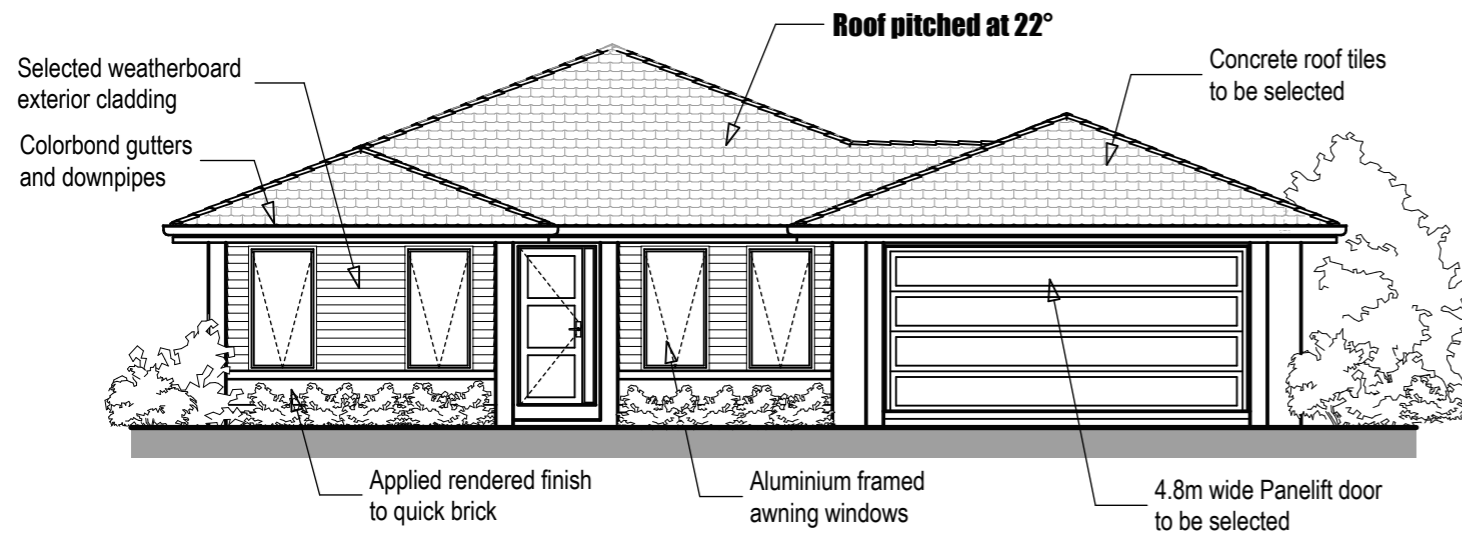 Roof pitched at 22°
Selected weatherboard
exterior cladding
Concrete roof tiles
to be selected
Colorbond gutters
and downpipes
Applied rendered finish
to quick brick
Aluminium framed
awning windows
4.8m wide Panelift door
to be selected